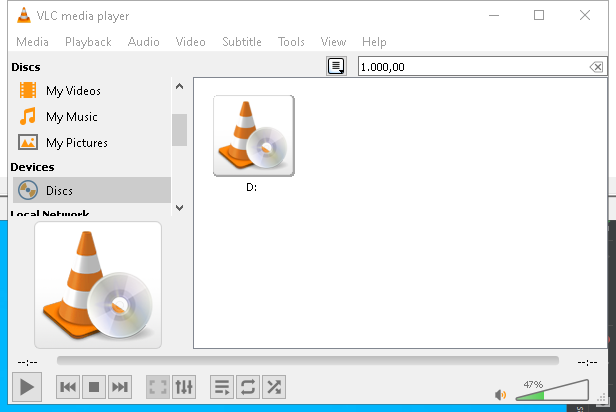 VLC media player
Media Playback Audio Video Subtitle Tools View Help
Discs
1.000,00
My Videos
My Music
My Pictures
Devices
Discs
Local Network
D:
--:-- --:--
47%